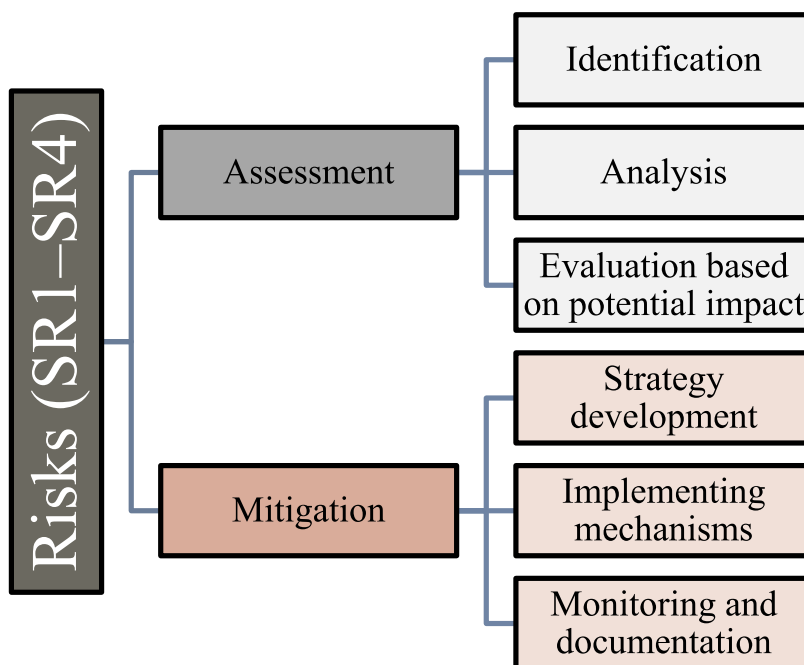 Risks (SR1–SR4)
Assessment
Identification
Analysis
Evaluation based
on potential impact
Mitigation
Strategy
development
Implementing
mechanisms
Monitoring and
documentation